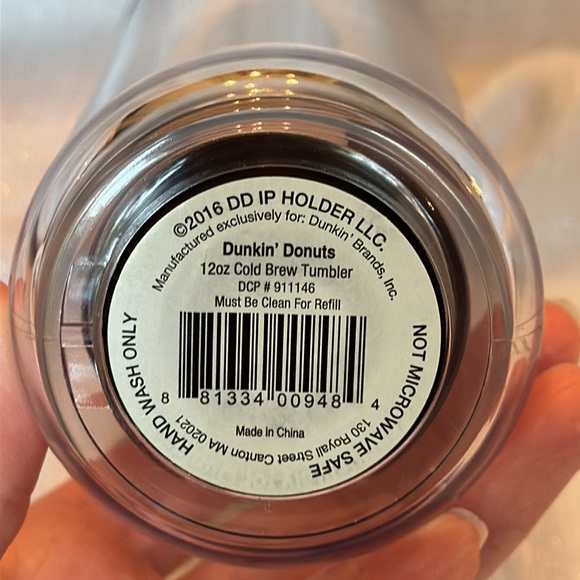 ©2016 DD IP HOLDER LLC.
Manufactured exclusively for: Dunkin' Brands, Inc.
Dunkin' Donuts
12oz Cold Brew Tumbler
DCP # 911146
Must Be Clean For Refill
8 81334 00948 4
Made in China
130 Royall Street Canton MA 02021
HAND WASH ONLY
NOT MICROWAVE SAFE